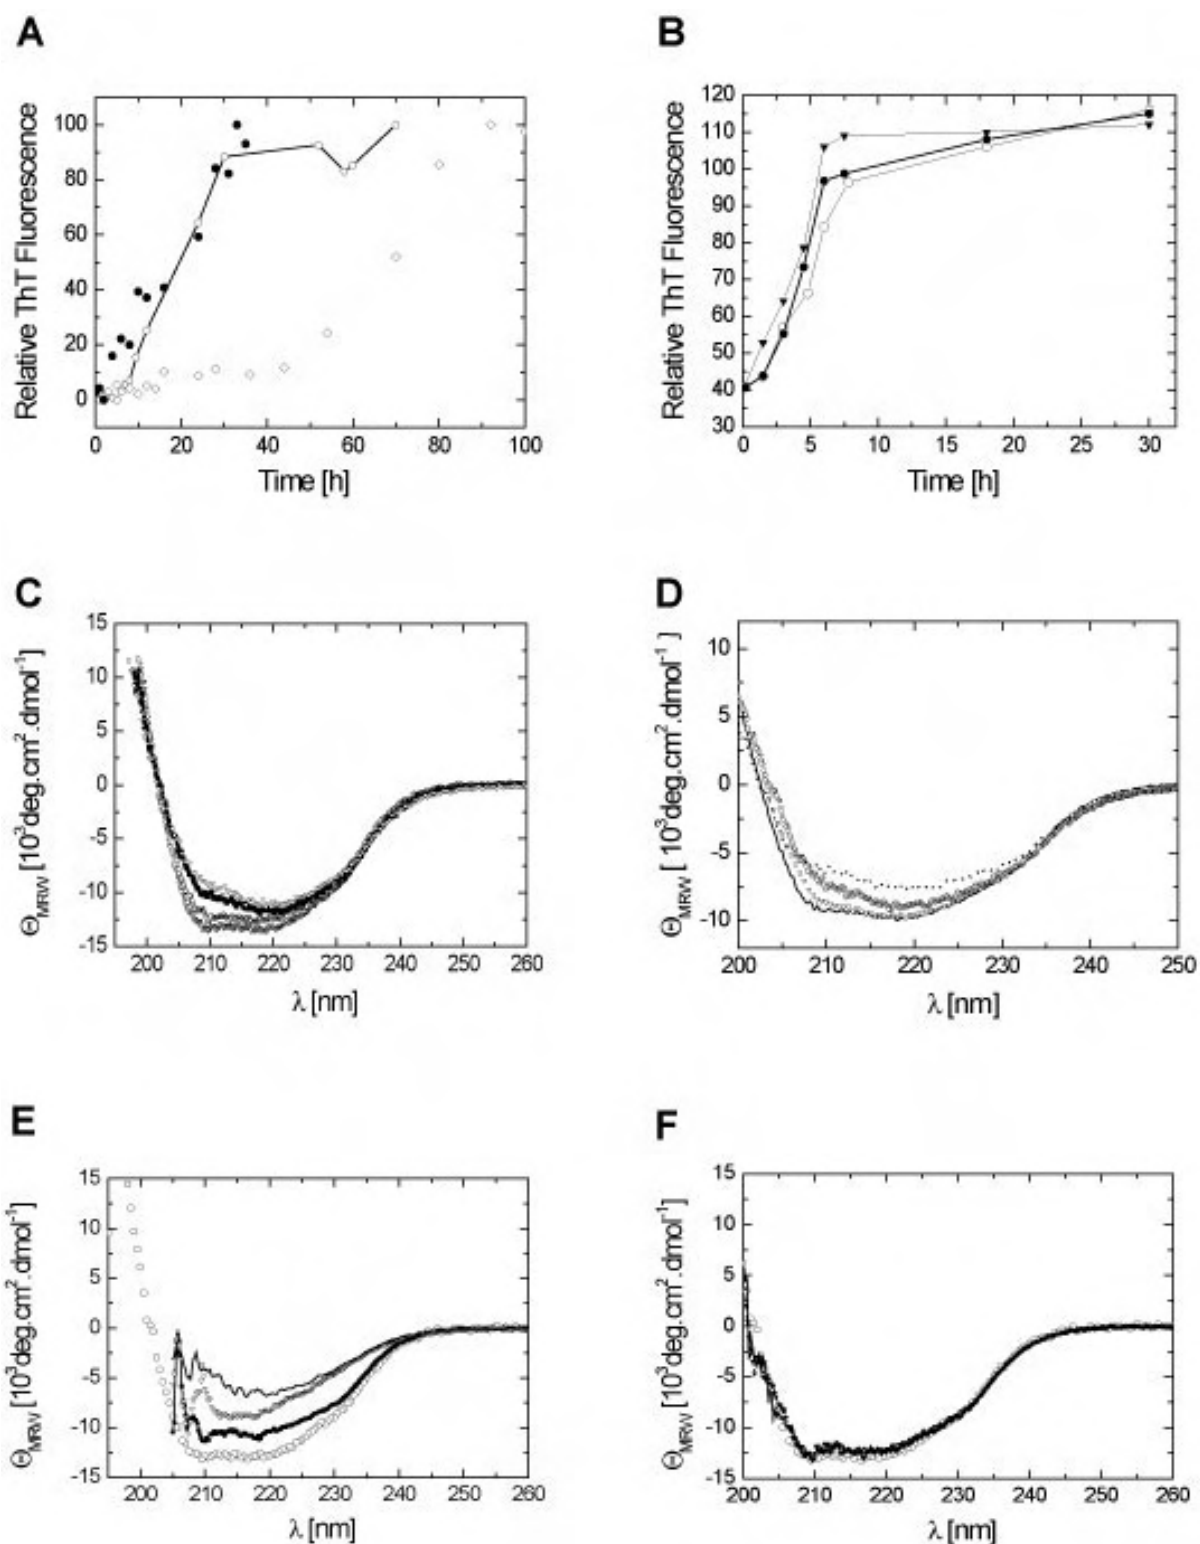 A
Relative ThT Fluorescence
100
80
60
40
20
0
0 20 40 60 80 100
Time [h]
B
Relative ThT Fluorescence
120
110
100
90
80
70
60
50
40
30
0 5 10 15 20 25 30
Time [h]
C
Θ_MRW [10³deg.cm².dmol⁻¹]
15
10
5
0
-5
-10
-15
200 210 220 230 240 250 260
λ [nm]
D
Θ_MRW [ 10³deg.cm².dmol⁻¹ ]
10
5
0
-5
-10
200 210 220 230 240 250
λ [nm]
E
Θ_MRW [10³deg.cm².dmol⁻¹]
15
10
5
0
-5
-10
-15
200 210 220 230 240 250 260
λ [nm]
F
Θ_MRW [10³deg.cm².dmol⁻¹]
15
10
5
0
-5
-10
-15
200 210 220 230 240 250 260
λ [nm]